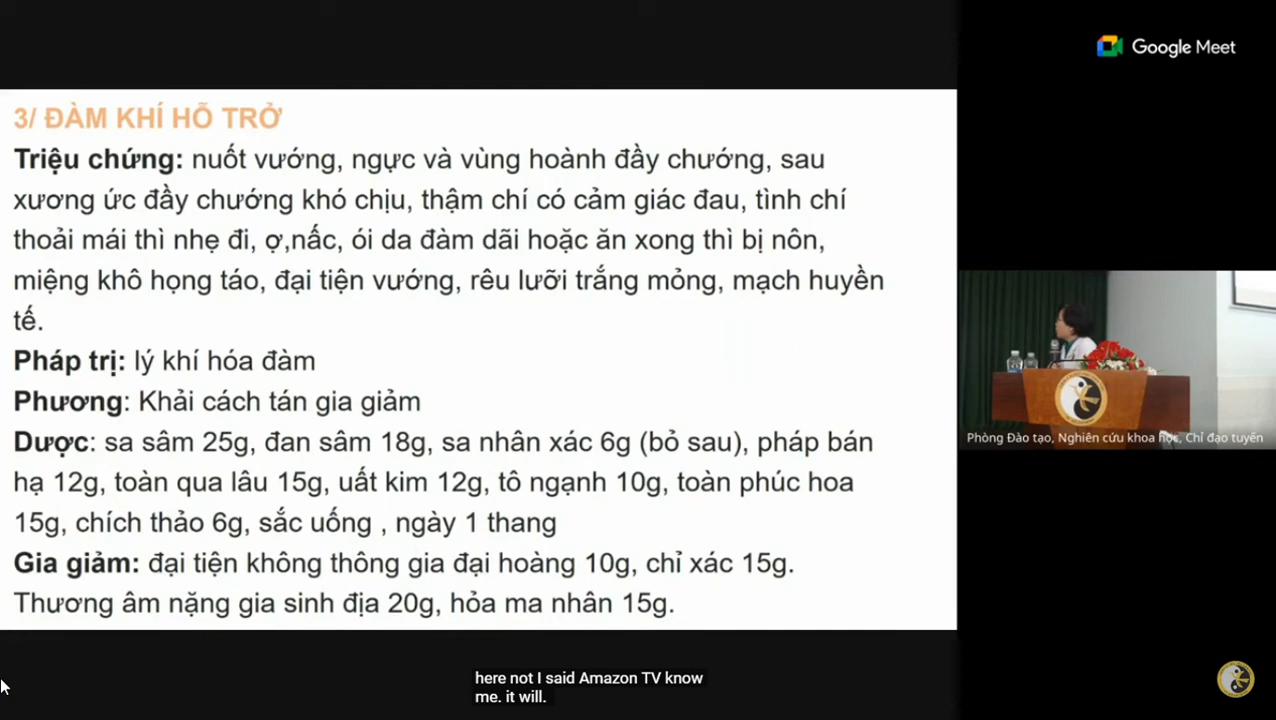 Google Meet
3/ ĐÀM KHÍ HỖ TRỞ
Triệu chứng: nuốt vướng, ngực và vùng hoành đầy chướng, sau
xương ức đầy chướng khó chịu, thậm chí có cảm giác đau, tình chí
thoải mái thì nhẹ đi, ợ,nấc, ói da đàm dãi hoặc ăn xong thì bị nôn,
miệng khô họng táo, đại tiện vướng, rêu lưỡi trắng mỏng, mạch huyền
tế.
Pháp trị: lý khí hóa đàm
Phương: Khải cách tán gia giảm
Dược: sa sâm 25g, đan sâm 18g, sa nhân xác 6g (bỏ sau), pháp bán
hạ 12g, toàn qua lâu 15g, uất kim 12g, tô ngạnh 10g, toàn phúc hoa
15g, chích thảo 6g, sắc uống , ngày 1 thang
Gia giảm: đại tiện không thông gia đại hoàng 10g, chỉ xác 15g.
Thương âm nặng gia sinh địa 20g, hỏa ma nhân 15g.
Phòng Đào tạo, Nghiên cứu khoa học, Chỉ đạo tuyến
here not I said Amazon TV know
me. it will.